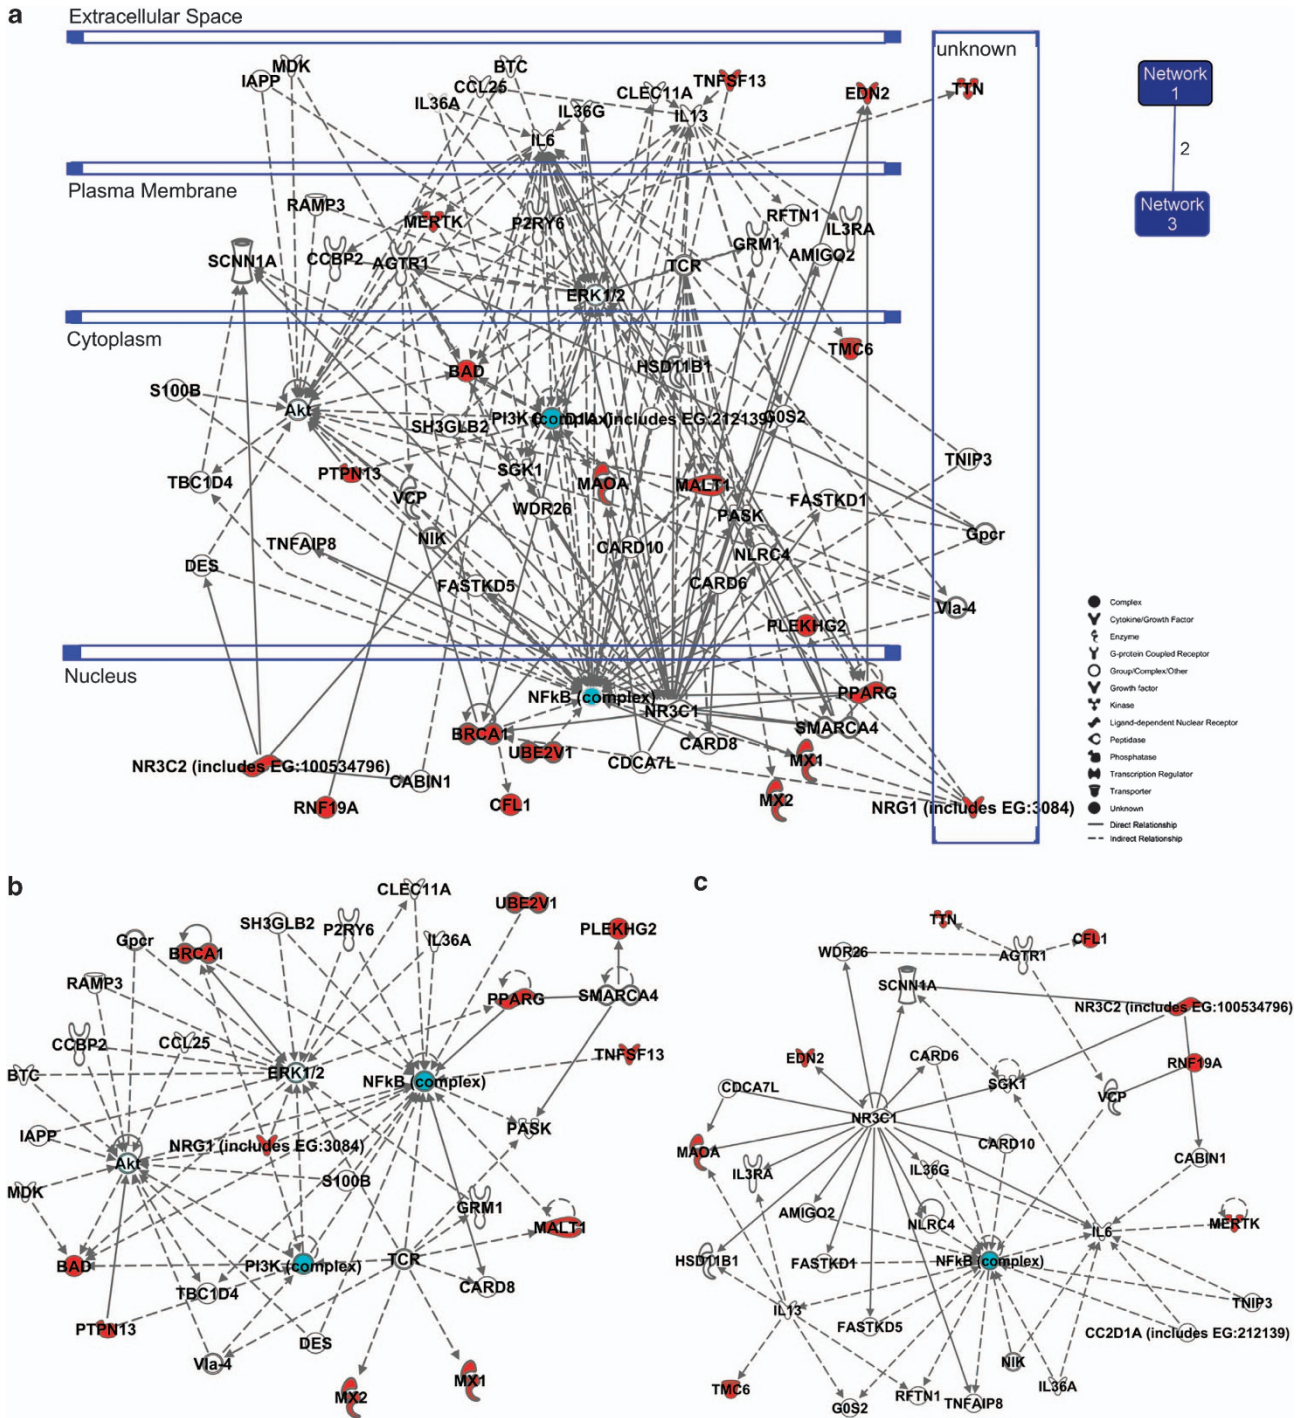 a
Extracellular Space
unknown
MDK
IAPP
BTC
CCL25
IL36A
IL36G
CLEC11A
TNFSF13
IL13
EDN2
TTN
IL6
Network
1
2
Network
3
Plasma Membrane
RAMP3
MERTK
P2RY6
RFTN1
IL3RA
GRM1
AMIGO2
SCNN1A
CCBP2
AGTR1
TCR
ERK1/2
Cytoplasm
TMC6
BAD
HSD11B1
S100B
Akt
PI3K (complex)
(includes EG:212139)
G0S2
SH3GLB2
TNIP3
TBC1D4
PTPN13
SGK1
MAOA
MALT1
VCP
WDR26
FASTKD1
PASK
Gpcr
NIK
TNFAIP8
CARD10
NLRC4
DES
FASTKD5
CARD6
Vla-4
PLEKHG2
Nucleus
NFkB (complex)
PPARG
NR3C1
SMARCA4
BRCA1
UBE2V1
CARD8
MX1
CDCA7L
NR3C2 (includes EG:100534796)
CABIN1
MX2
RNF19A
CFL1
NRG1 (includes EG:3084)
Complex
Cytokine/Growth Factor
Enzyme
G-protein Coupled Receptor
Group/Complex/Other
Growth factor
Kinase
Ligand-dependent Nuclear Receptor
Peptidase
Phosphatase
Transcription Regulator
Transporter
Unknown
Direct Relationship
Indirect Relationship
b
CLEC11A
UBE2V1
SH3GLB2
P2RY6
PLEKHG2
Gpcr
BRCA1
IL36A
RAMP3
PPARG
SMARCA4
CCBP2
CCL25
TNFSF13
BTC
ERK1/2
NFkB (complex)
PASK
IAPP
NRG1 (includes EG:3084)
Akt
S100B
MDK
GRM1
MALT1
BAD
PI3K (complex)
TCR
TBC1D4
CARD8
PTPN13
DES
Vla-4
MX2
MX1
c
TTN
CFL1
WDR26
AGTR1
SCNN1A
NR3C2 (includes EG:100534796)
EDN2
CARD6
RNF19A
CDCA7L
SGK1
VCP
NR3C1
MAOA
CARD10
IL3RA
IL36G
CABIN1
AMIGO2
NLRC4
IL6
MERTK
HSD11B1
FASTKD1
NFkB (complex)
IL13
TNIP3
FASTKD5
CC2D1A (includes EG:212139)
NIK
TMC6
RFTN1
IL36A
G0S2
TNFAIP8